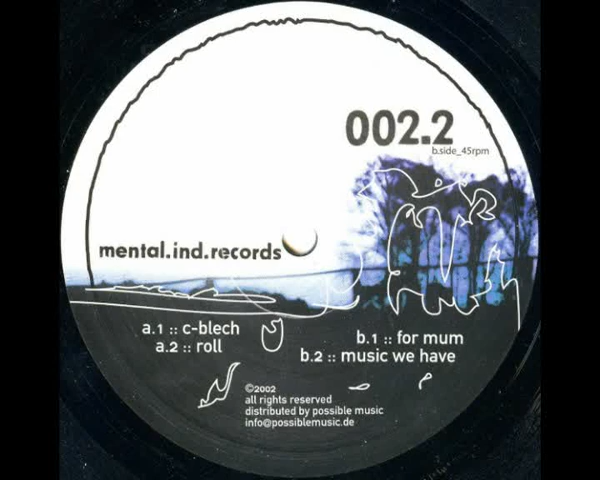 002.2
b.side_45rpm
mental.ind.records
a.1 :: c-blech
a.2 :: roll
b.1 :: for mum
b.2 :: music we have
©2002
all rights reserved
distributed by possible music
info@possiblemusic.de